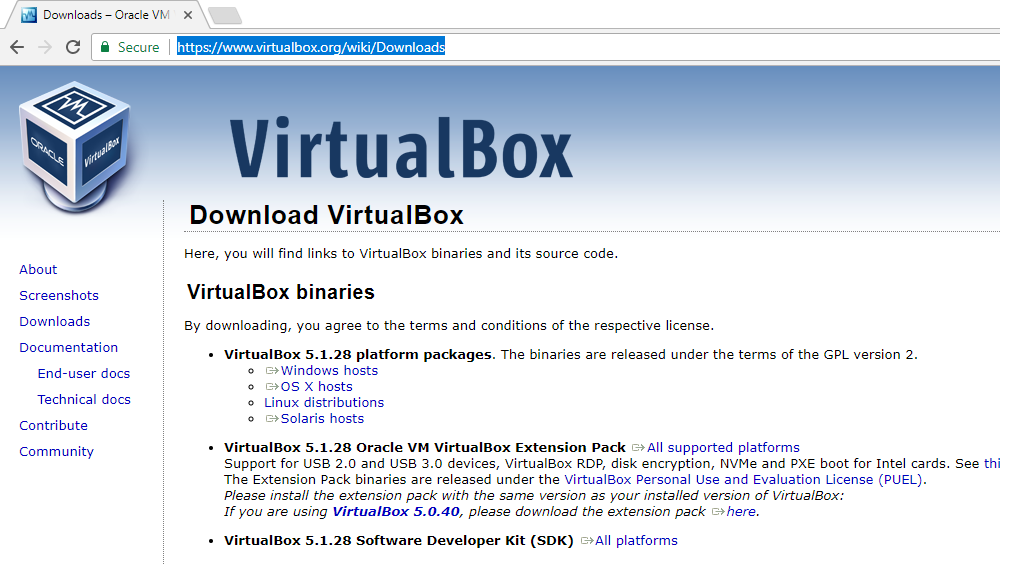 Downloads – Oracle VM
Secure
https://www.virtualbox.org/wiki/Downloads
ORACLE
VirtualBox
VirtualBox
About
Screenshots
Downloads
Documentation
End-user docs
Technical docs
Contribute
Community
Download VirtualBox
Here, you will find links to VirtualBox binaries and its source code.
VirtualBox binaries
By downloading, you agree to the terms and conditions of the respective license.
• VirtualBox 5.1.28 platform packages. The binaries are released under the terms of the GPL version 2.
Windows hosts
OS X hosts
Linux distributions
Solaris hosts
• VirtualBox 5.1.28 Oracle VM VirtualBox Extension Pack All supported platforms
Support for USB 2.0 and USB 3.0 devices, VirtualBox RDP, disk encryption, NVMe and PXE boot for Intel cards. See thi
The Extension Pack binaries are released under the VirtualBox Personal Use and Evaluation License (PUEL).
Please install the extension pack with the same version as your installed version of VirtualBox:
If you are using VirtualBox 5.0.40, please download the extension pack here.
• VirtualBox 5.1.28 Software Developer Kit (SDK) All platforms